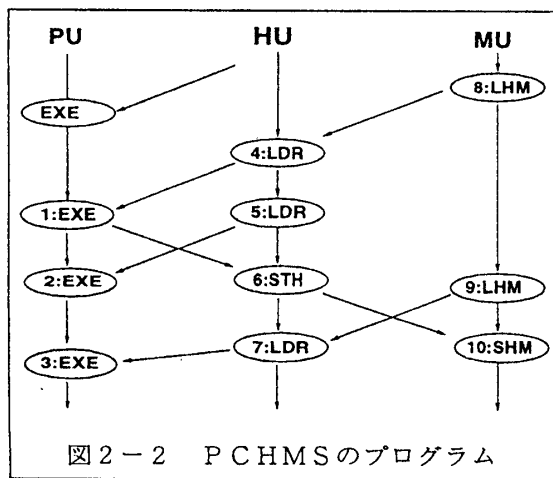 PU HU MU
8:LHM
EXE
4:LDR
1:EXE 5:LDR
2:EXE 6:STH 9:LHM
3:EXE 7:LDR 10:SHM
図2-2 PCHMSのプログラム